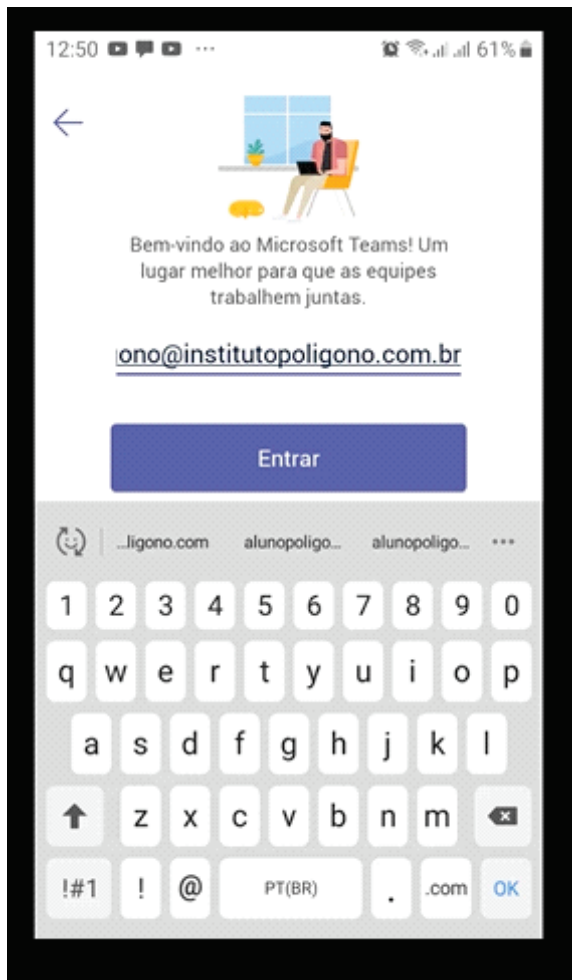 12:50 ... 61%
Bem-vindo ao Microsoft Teams! Um
lugar melhor para que as equipes
trabalhem juntas.
ono@institutopoligono.com.br
Entrar
...ligono.com alunopoligo... alunopoligo... ...
1 2 3 4 5 6 7 8 9 0
q w e r t y u i o p
a s d f g h j k l
z x c v b n m
!#1 ! @ PT(BR) . .com OK